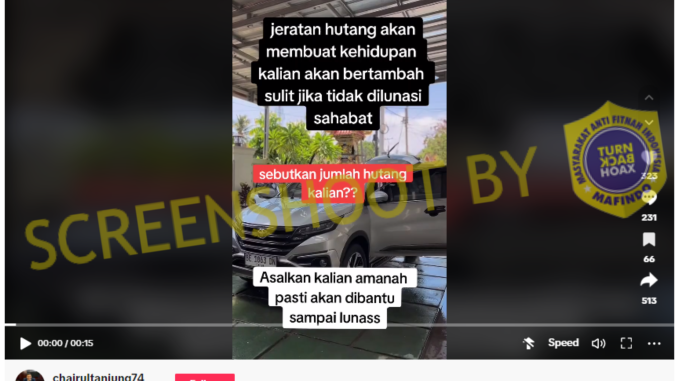 jeratan hutang akan
membuat kehidupan
kalian akan bertambah
sulit jika tidak dilunasi
sahabat
sebutkan jumlah hutang
kalian??
Asalkan kalian amanah
pasti akan dibantu
sampai lunass
SCREENSHOOT BY
MASYARAKAT ANTI FITNAH INDONESIA
TURN
BACK
HOAX
MAFINDO
323
231
66
513
00:00 / 00:15
Speed
chairultanjung74